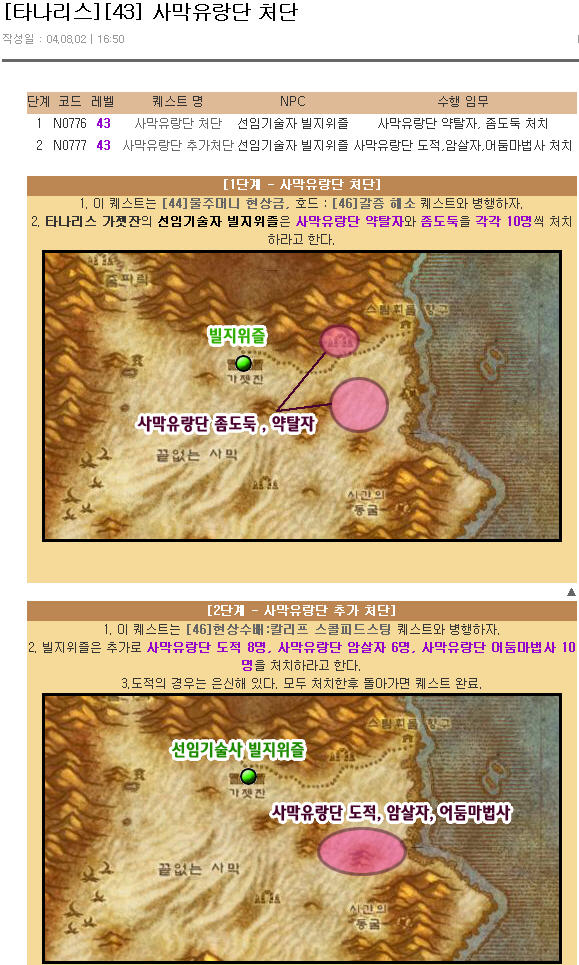 [타나리스][43] 사막유랑단 처단
작성일 : 04.08.02 | 16:50
단계 코드 레벨 퀘스트 명 NPC 수행 임무
1 N0776 43 사막유랑단 처단 선임기술자 빌지위즐 사막유랑단 약탈자, 좀도둑 처치
2 N0777 43 사막유랑단 추가처단 선임기술자 빌지위즐 사막유랑단 도적,암살자,어둠마법사 처치
[1단계 - 사막유랑단 처단]
1. 이 퀘스트는 [44]물주머니 현상금, 호드 : [46]갈증 해소 퀘스트와 병행하자.
2. 타나리스 가젯잔의 선임기술자 빌지위즐은 사막유랑단 약탈자와 좀도둑을 각각 10명씩 처치
하라고 한다.
줄파락
스팀휘들 항구
빌지위즐
가젯잔
사막유랑단 좀도둑 , 약탈자
끝없는 사막
시간의
동굴
▲
[2단계 - 사막유랑단 추가 처단]
1. 이 퀘스트는 [46]현상수배:칼리프 스콜피드스팅 퀘스트와 병행하자.
2. 빌지위즐은 추가로 사막유랑단 도적 8명, 사막유랑단 암살자 6명, 사막유랑단 어둠마법사 10
명을 처치하라고 한다.
3.도적의 경우는 은신해 있다. 모두 처치한후 돌아가면 퀘스트 완료.
스팀휘들 항구
선임기술사 빌지위즐
가젯잔
사막유랑단 도적, 암살자, 어둠마법사
끝없는 사막
시간의
동굴